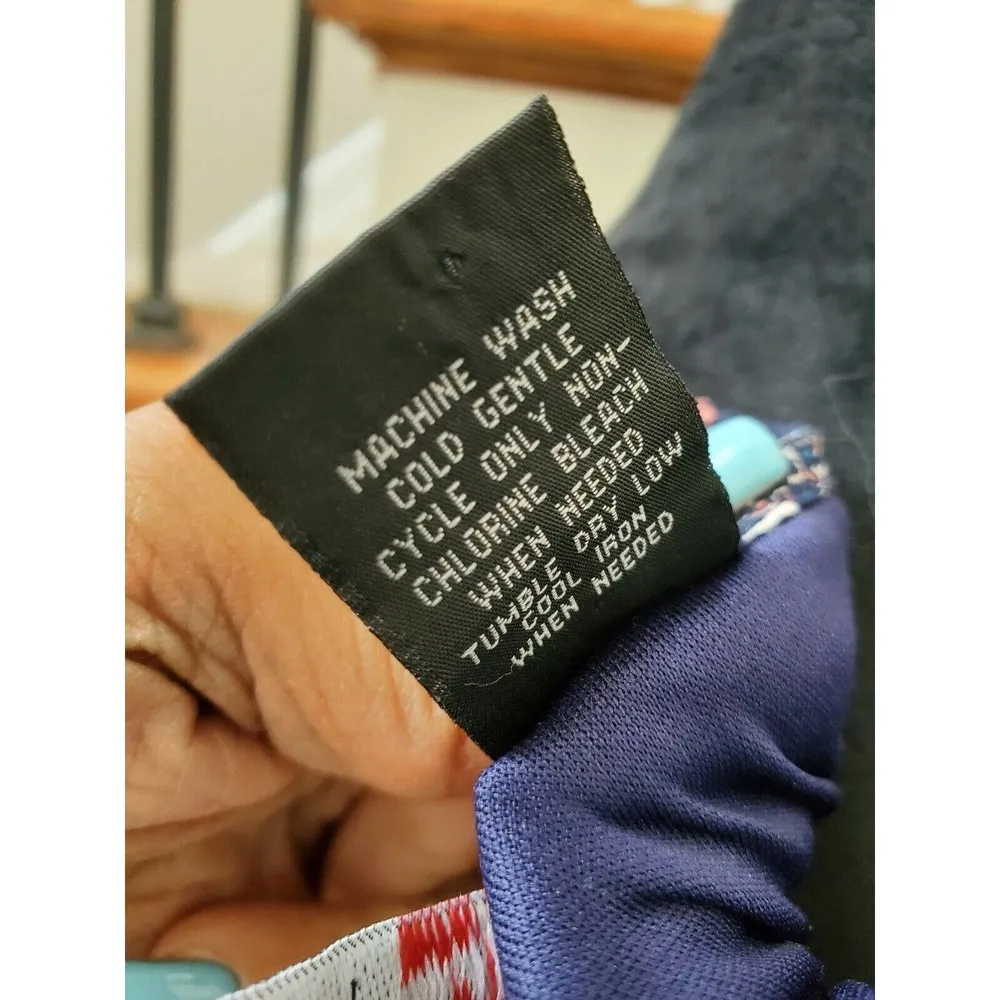 MACHINE WASH
COLD GENTLE
CYCLE ONLY NON-
CHLORINE BLEACH
WHEN NEEDED
TUMBLE DRY LOW
COOL IRON
WHEN NEEDED